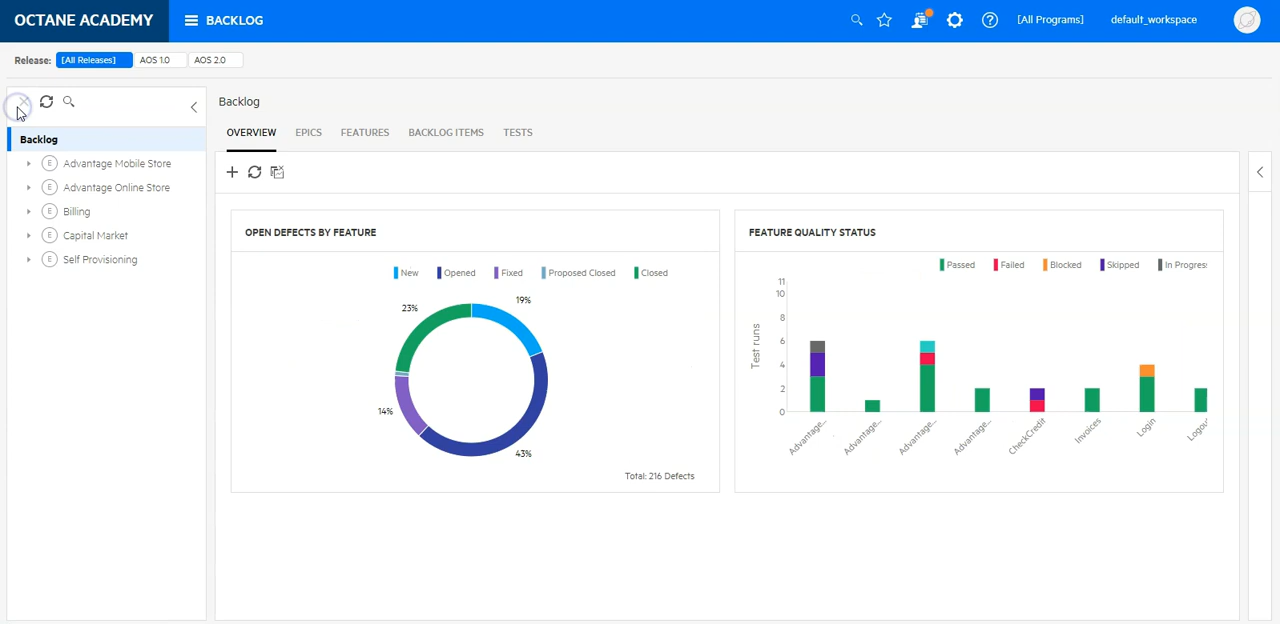 OCTANE ACADEMY
BACKLOG
[All Programs]
default_workspace
Release:
[All Releases]
AOS 1.0
AOS 2.0
Backlog
E Advantage Mobile Store
E Advantage Online Store
E Billing
E Capital Market
E Self Provisioning
Backlog
OVERVIEW
EPICS
FEATURES
BACKLOG ITEMS
TESTS
OPEN DEFECTS BY FEATURE
New
Opened
Fixed
Proposed Closed
Closed
23%
19%
14%
43%
Total: 216 Defects
FEATURE QUALITY STATUS
Passed
Failed
Blocked
Skipped
In Progres
Test runs
11
10
8
6
4
2
0
Advantage...
Advantage...
Advantage...
Advantage...
CheckCredit
Invoices
Login
Logou